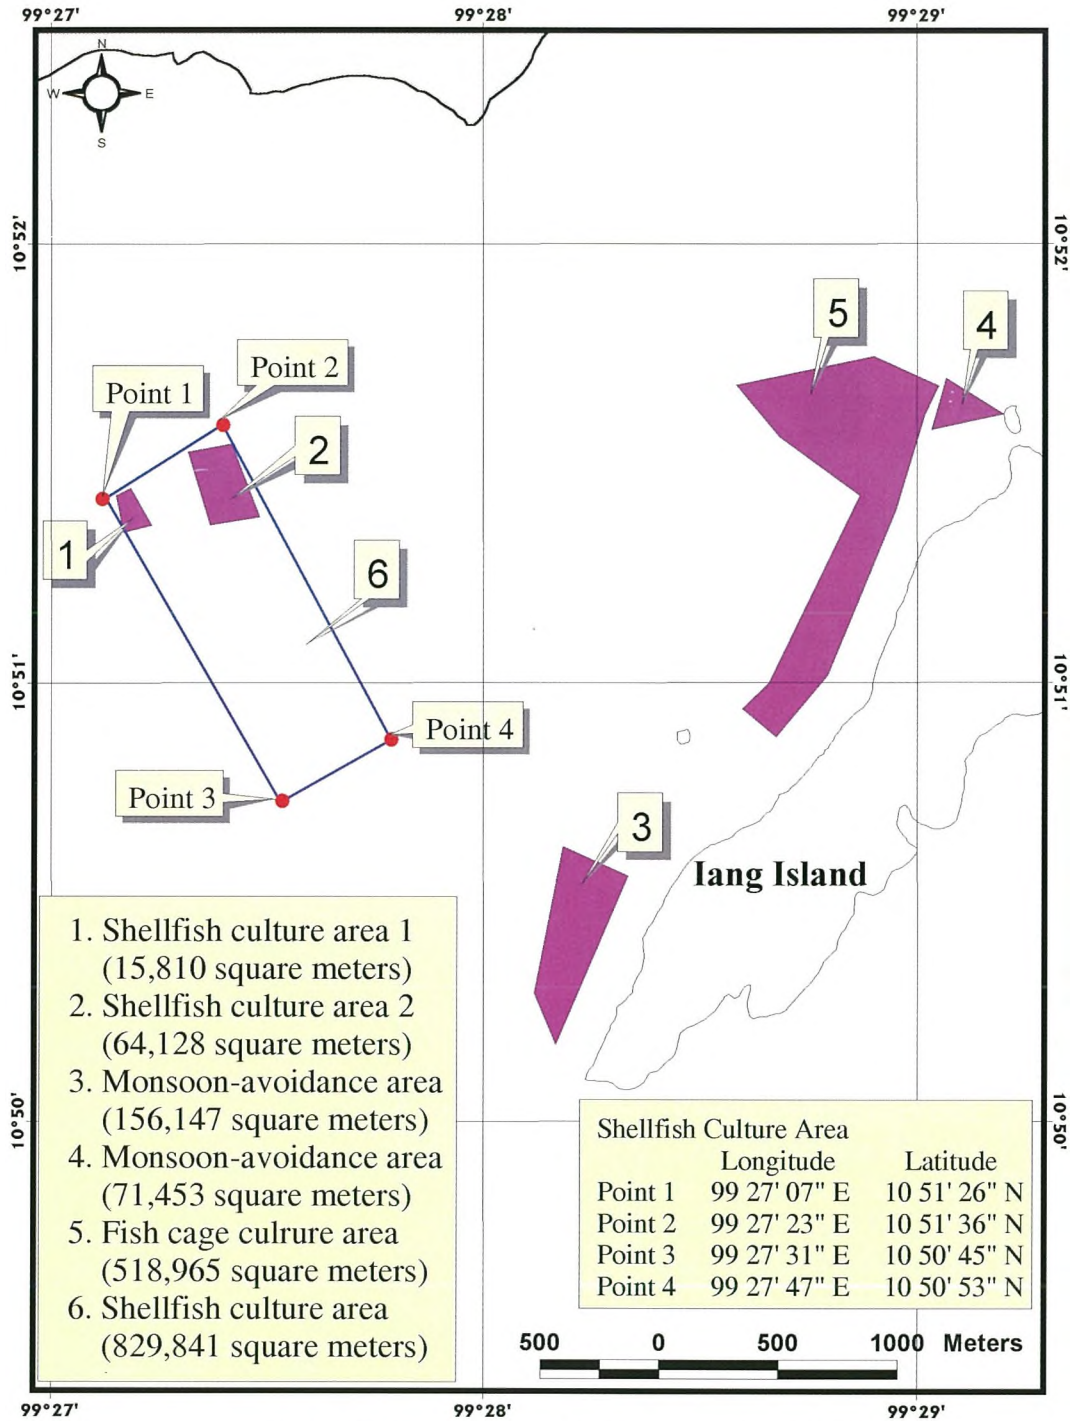 99°27'
99°28'
99°29'
N
W
E
S
10°52'
10°52'
5
4
Point 2
Point 1
2
1
6
10°51'
10°51'
Point 4
Point 3
3
Iang Island
1. Shellfish culture area 1
(15,810 square meters)
2. Shellfish culture area 2
(64,128 square meters)
3. Monsoon-avoidance area
(156,147 square meters)
4. Monsoon-avoidance area
(71,453 square meters)
5. Fish cage culrure area
(518,965 square meters)
6. Shellfish culture area
(829,841 square meters)
10°50'
10°50'
Shellfish Culture Area
Longitude Latitude
Point 1 99 27' 07" E 10 51' 26" N
Point 2 99 27' 23" E 10 51' 36" N
Point 3 99 27' 31" E 10 50' 45" N
Point 4 99 27' 47" E 10 50' 53" N
500 0 500 1000 Meters
99°27'
99°28'
99°29'